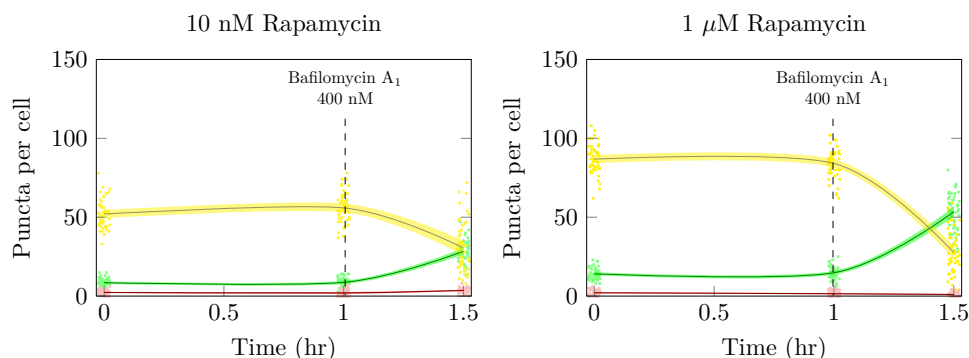 10 nM Rapamycin
150
100
50
0
Puncta per cell
Bafilomycin A₁
400 nM
0
0.5
1
1.5
Time (hr)
1 μM Rapamycin
150
100
50
0
Puncta per cell
Bafilomycin A₁
400 nM
0
0.5
1
1.5
Time (hr)